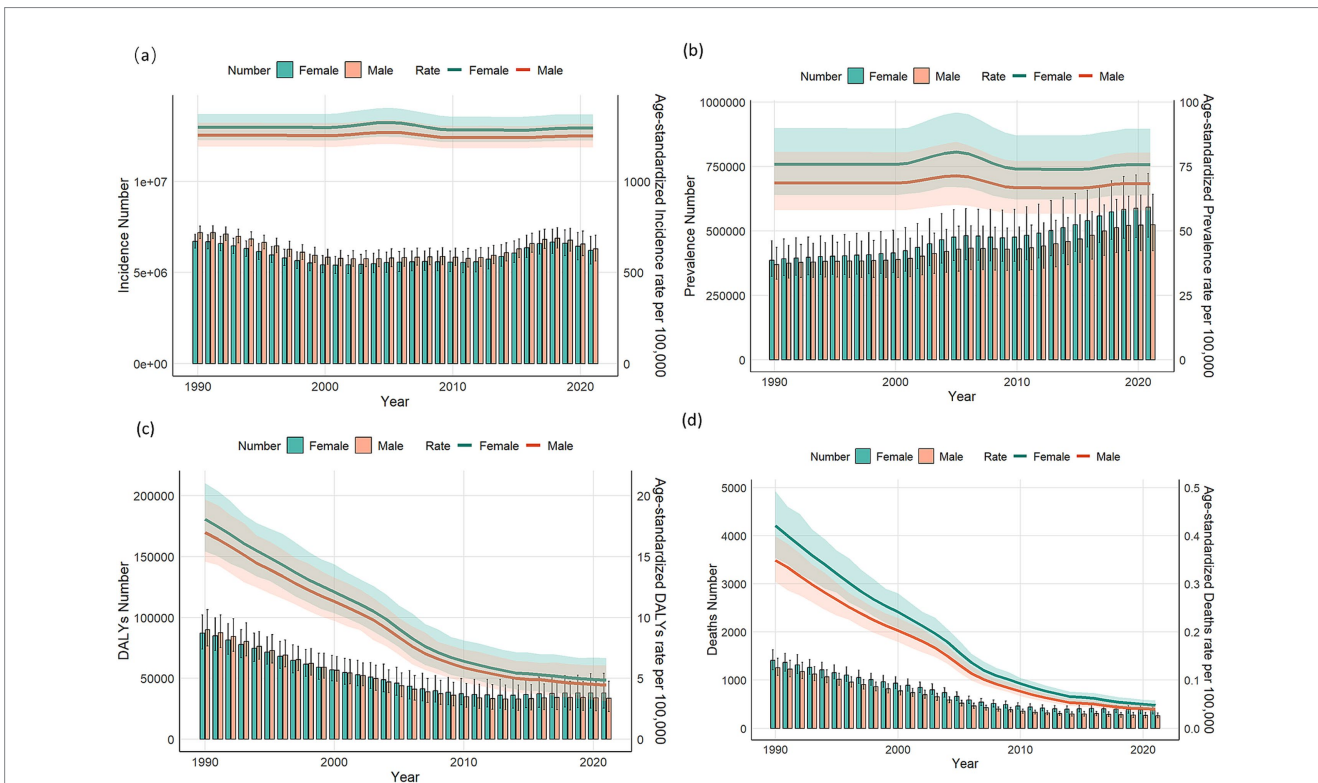 (a)
Number Female Male Rate Female Male
Incidence Number
1e+07
5e+06
0e+00
1000
500
0
Age-standardized Incidence rate per 100,000
1990 2000 2010 2020
Year
(b)
Number Female Male Rate Female Male
Prevalence Number
1000000
750000
500000
250000
0
100
75
50
25
0
Age-standardized Prevalence rate per 100,000
1990 2000 2010 2020
Year
(c)
Number Female Male Rate Female Male
DALYs Number
200000
150000
100000
50000
0
20
15
10
5
0
Age-standardized DALYs rate per 100,000
1990 2000 2010 2020
Year
(d)
Number Female Male Rate Female Male
Deaths Number
5000
4000
3000
2000
1000
0
0.5
0.4
0.3
0.2
0.1
0.0
Age-standardized Deaths rate per 100,000
1990 2000 2010 2020
Year